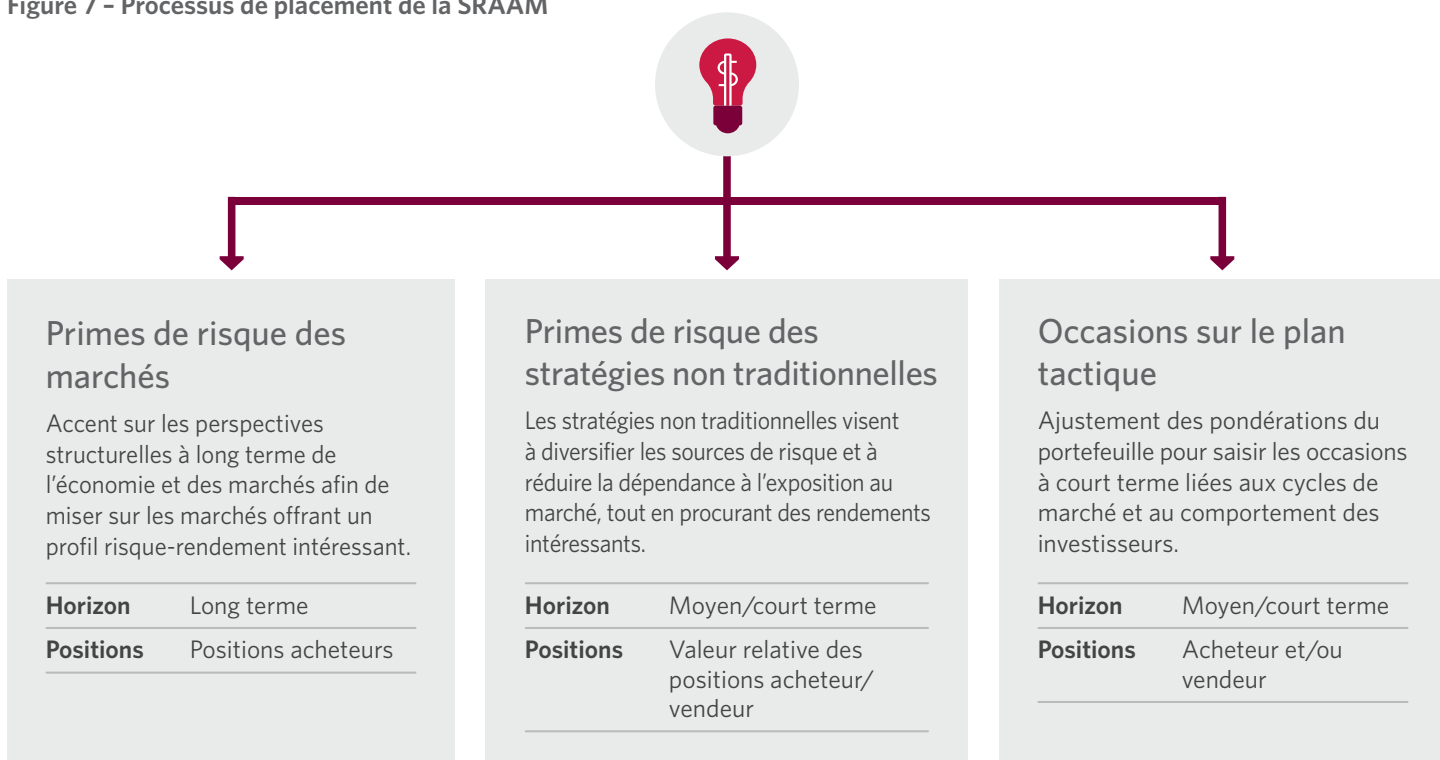 Figure 7 – Processus de placement de la SRAAM
Primes de risque des
marchés
Accent sur les perspectives
structurelles à long terme de
l’économie et des marchés afin de
miser sur les marchés offrant un
profil risque-rendement intéressant.
Horizon Long terme
Positions Positions acheteurs
Primes de risque des
stratégies non traditionnelles
Les stratégies non traditionnelles visent
à diversifier les sources de risque et à
réduire la dépendance à l’exposition au
marché, tout en procurant des rendements
intéressants.
Horizon Moyen/court terme
Positions Valeur relative des
positions acheteur/
vendeur
Occasions sur le plan
tactique
Ajustement des pondérations du
portefeuille pour saisir les occasions
à court terme liées aux cycles de
marché et au comportement des
investisseurs.
Horizon Moyen/court terme
Positions Acheteur et/ou
vendeur